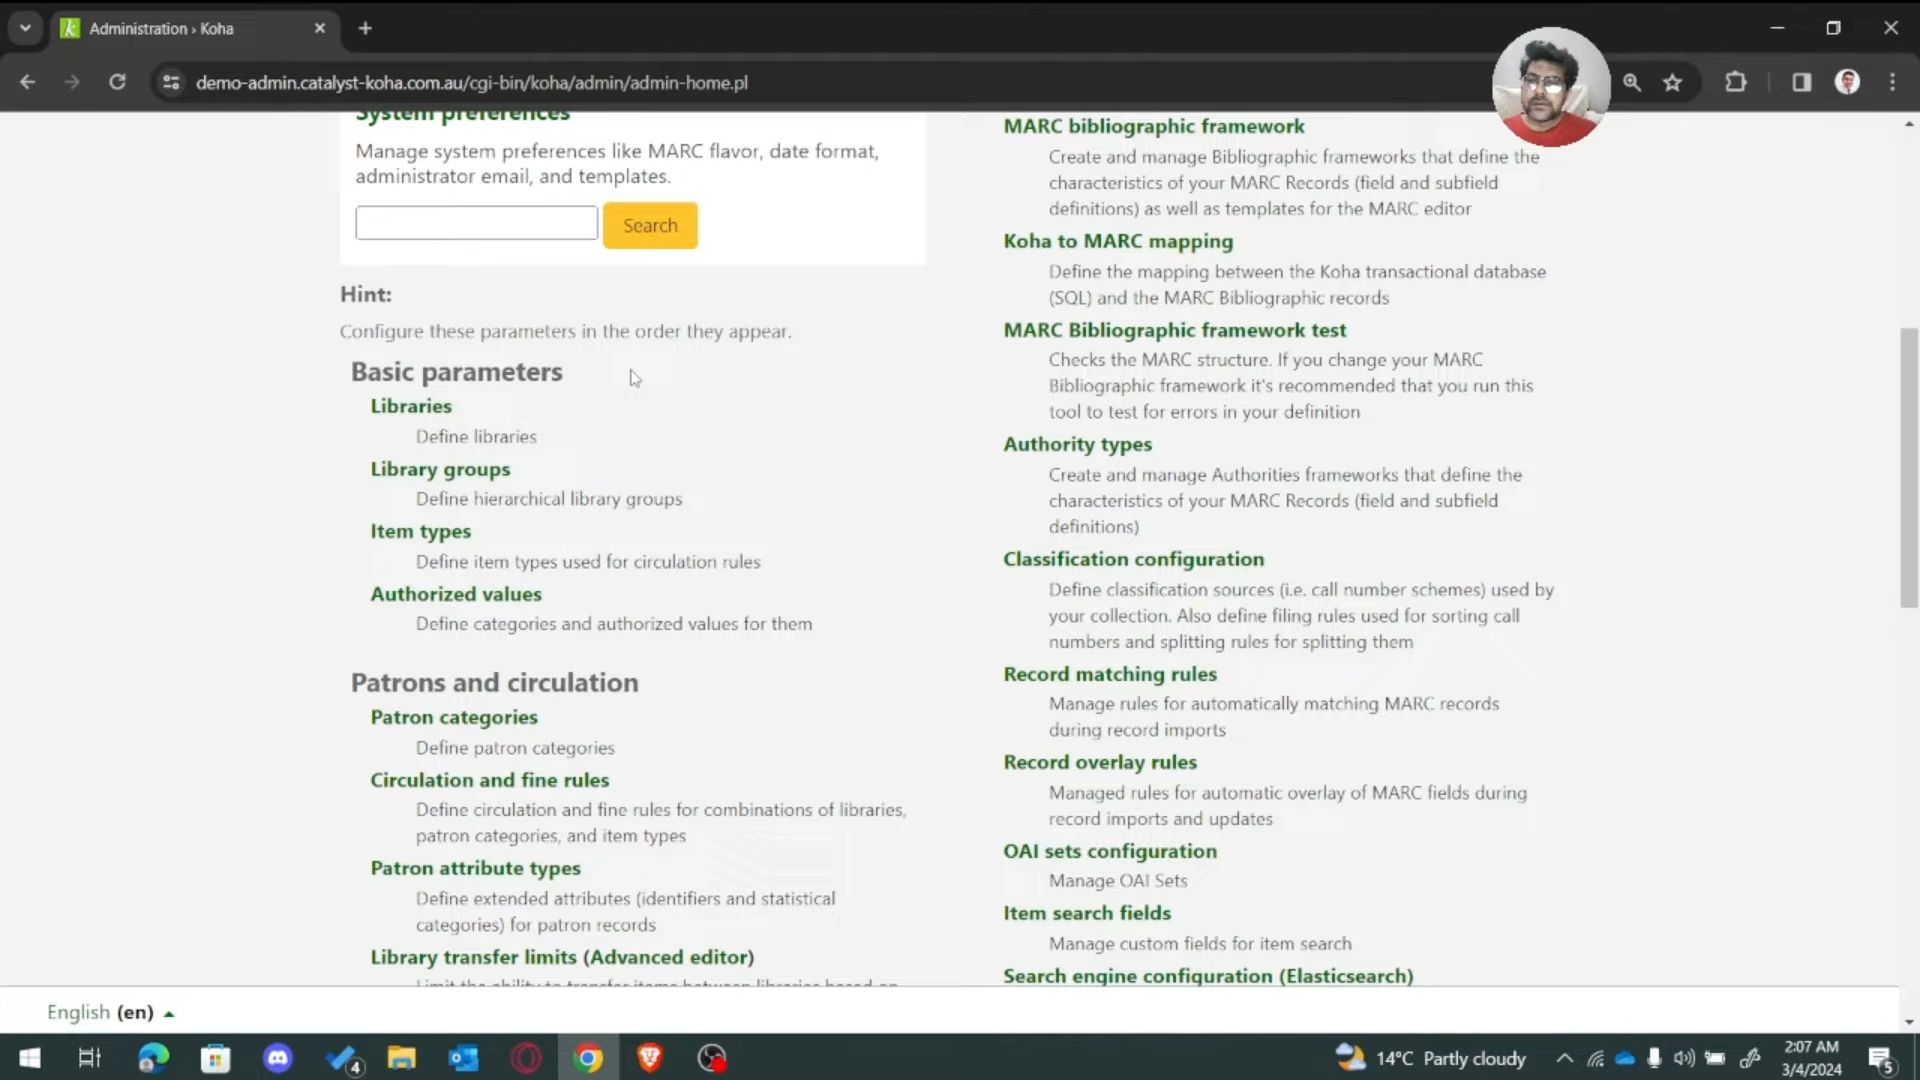 Administration › Koha
demo-admin.catalyst-koha.com.au/cgi-bin/koha/admin/admin-home.pl
System preferences
Manage system preferences like MARC flavor, date format,
administrator email, and templates.
Search
Hint:
Configure these parameters in the order they appear.
Basic parameters
Libraries
Define libraries
Library groups
Define hierarchical library groups
Item types
Define item types used for circulation rules
Authorized values
Define categories and authorized values for them
Patrons and circulation
Patron categories
Define patron categories
Circulation and fine rules
Define circulation and fine rules for combinations of libraries,
patron categories, and item types
Patron attribute types
Define extended attributes (identifiers and statistical
categories) for patron records
Library transfer limits (Advanced editor)
Limit the ability to transfer items between libraries based on
MARC bibliographic framework
Create and manage Bibliographic frameworks that define the
characteristics of your MARC Records (field and subfield
definitions) as well as templates for the MARC editor
Koha to MARC mapping
Define the mapping between the Koha transactional database
(SQL) and the MARC Bibliographic records
MARC Bibliographic framework test
Checks the MARC structure. If you change your MARC
Bibliographic framework it's recommended that you run this
tool to test for errors in your definition
Authority types
Create and manage Authorities frameworks that define the
characteristics of your MARC Records (field and subfield
definitions)
Classification configuration
Define classification sources (i.e. call number schemes) used by
your collection. Also define filing rules used for sorting call
numbers and splitting rules for splitting them
Record matching rules
Manage rules for automatically matching MARC records
during record imports
Record overlay rules
Managed rules for automatic overlay of MARC fields during
record imports and updates
OAI sets configuration
Manage OAI Sets
Item search fields
Manage custom fields for item search
Search engine configuration (Elasticsearch)
English (en)
4
14°C Partly cloudy
2:07 AM
3/4/2024
5